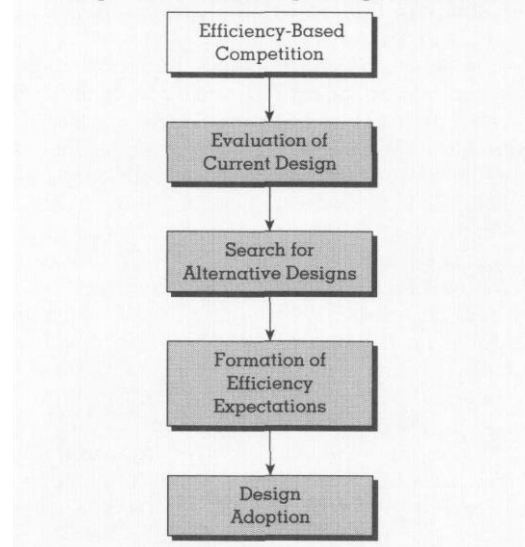 Efficiency-Based
Competition
Evaluation of
Current Design
Search for
Alternative Designs
Formation of
Efficiency
Expectations
Design
Adoption